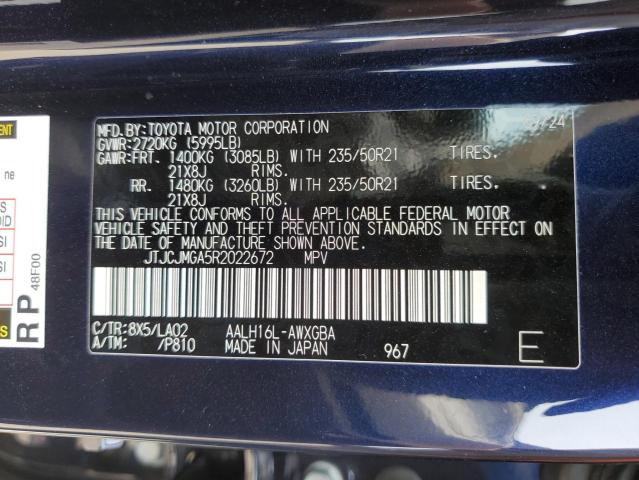 MFD.BY:TOYOTA MOTOR CORPORATION
GVWR:2720KG (5995LB)
GAWR:FRT. 1400KG (3085LB) WITH 235/50R21 TIRES.
21X8J RIMS.
RR. 1480KG (3260LB) WITH 235/50R21 TIRES.
21X8J RIMS.
THIS VEHICLE CONFORMS TO ALL APPLICABLE FEDERAL MOTOR
VEHICLE SAFETY AND THEFT PREVENTION STANDARDS IN EFFECT ON
THE DATE OF MANUFACTURE SHOWN ABOVE.
JTJCJMGA5R2022672 MPV
C/TR:8X5/LA02 AALH16L-AWXGBA
A/TM: /P810 MADE IN JAPAN 967 E
ne
RP 48F00